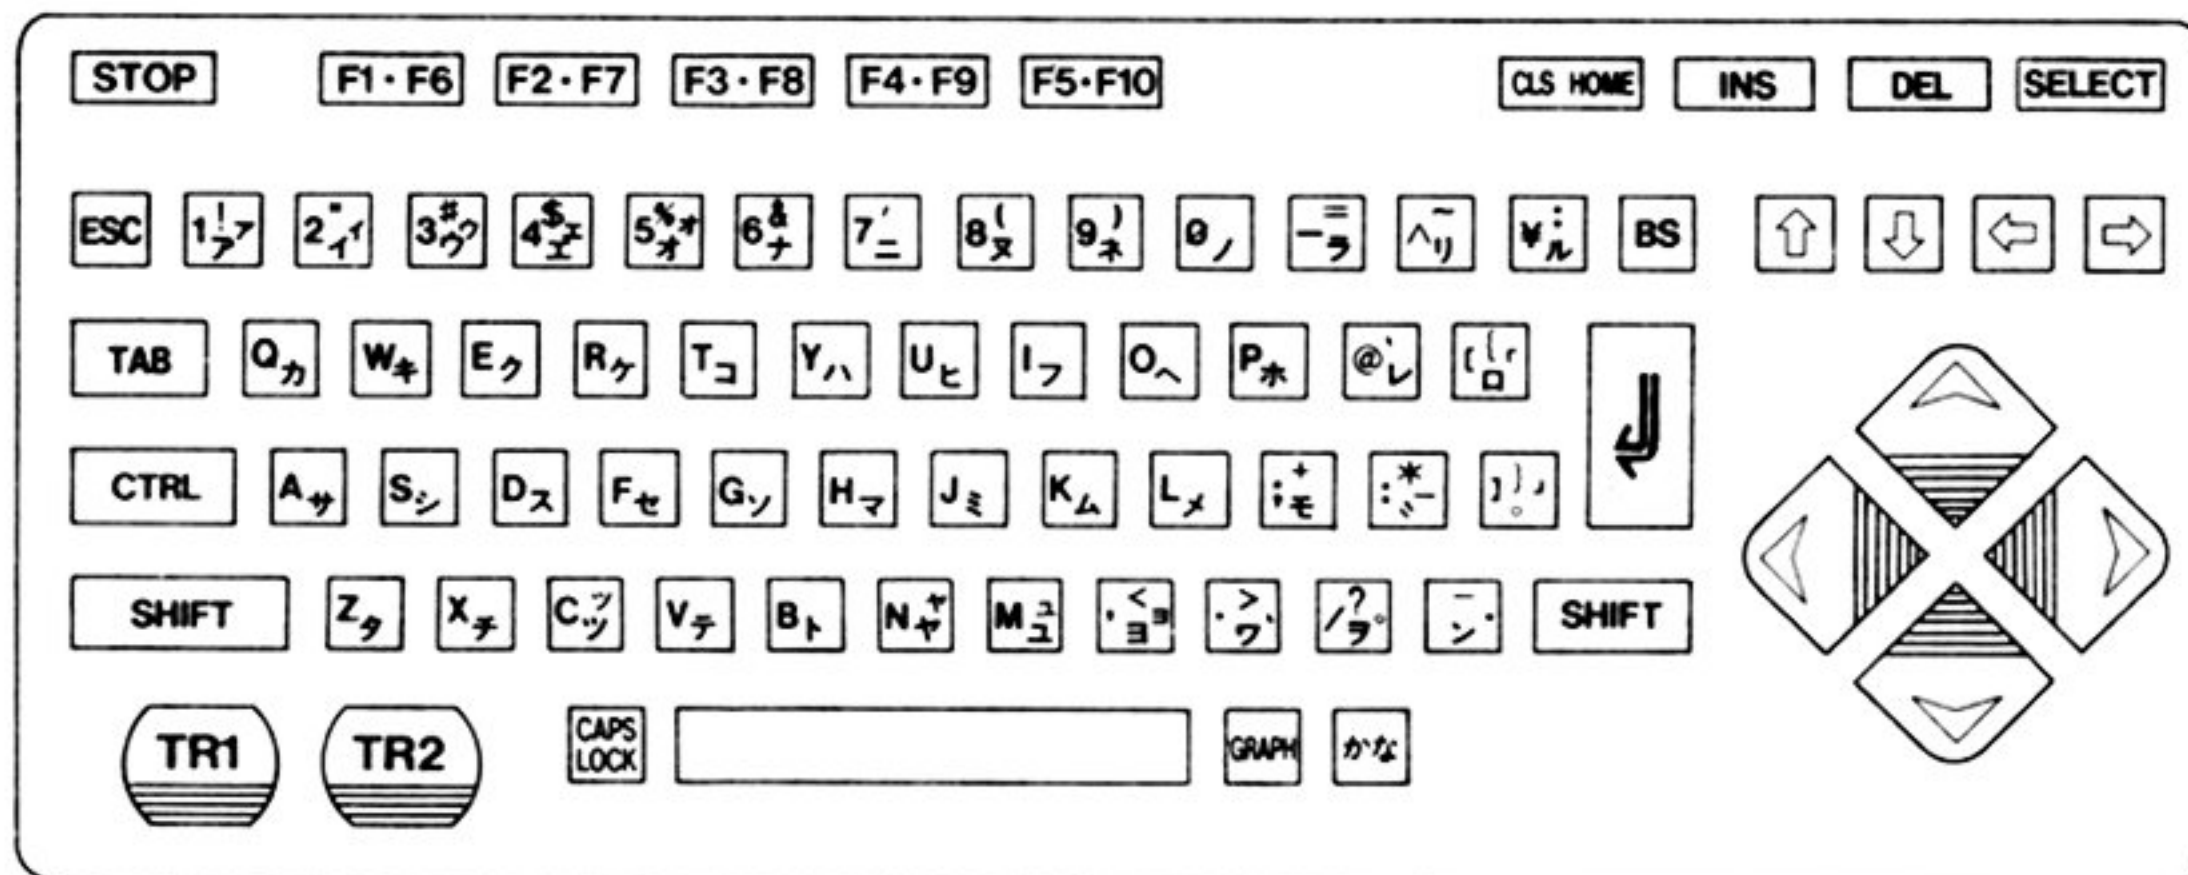 STOP F1・F6 F2・F7 F3・F8 F4・F9 F5・F10 CLS HOME INS DEL SELECT
ESC 1!ァア 2"ィイ 3#ゥウ 4$ェエ 5%ォオ 6&ナ 7'ニ 8(ヌ 9)ネ 0ノ -=ラ ^~リ ¥:ル BS ⇧ ⇩ ⇦ ⇨
TAB Qカ Wキ Eク Rケ Tコ Yハ Uヒ Iフ Oヘ Pホ @`レ [{「ロ
CTRL Aサ Sシ Dス Fセ Gソ Hマ Jミ Kム Lメ ;+モ :*ー゛ ]}」゜
SHIFT Zタ Xチ Cッツ Vテ Bト Nャヤ Mュユ ,<ョヨ .>、ワ /?。ヲ _・ン SHIFT
TR1 TR2 CAPS LOCK GRAPH かな